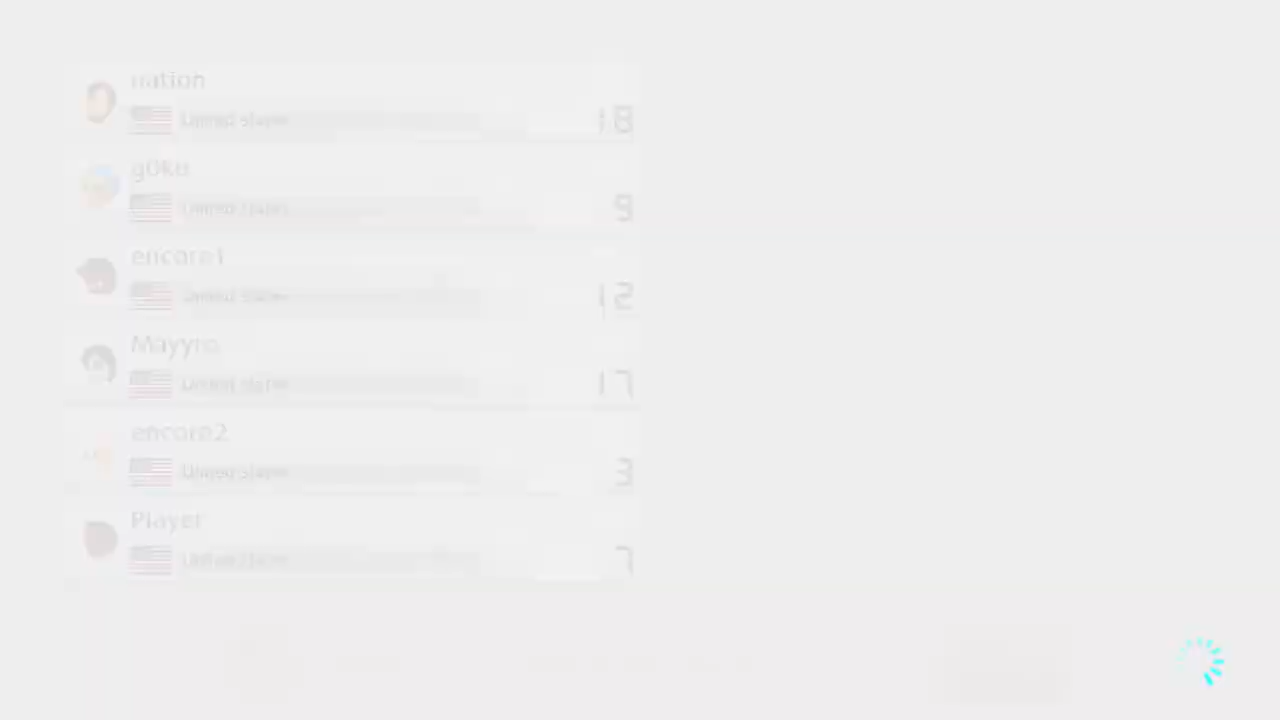 nation
United States
18
g0ku
United States
9
encore1
United States
12
Mayyro
United States
17
encore2
United States
3
Player
United States
7